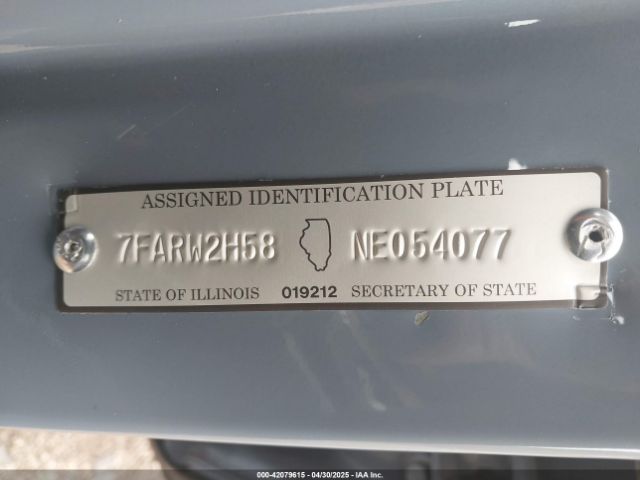 ASSIGNED IDENTIFICATION PLATE
7FARW2H58 NE054077
STATE OF ILLINOIS 019212 SECRETARY OF STATE
000-42079615 - 04/30/2025 - IAA Inc.